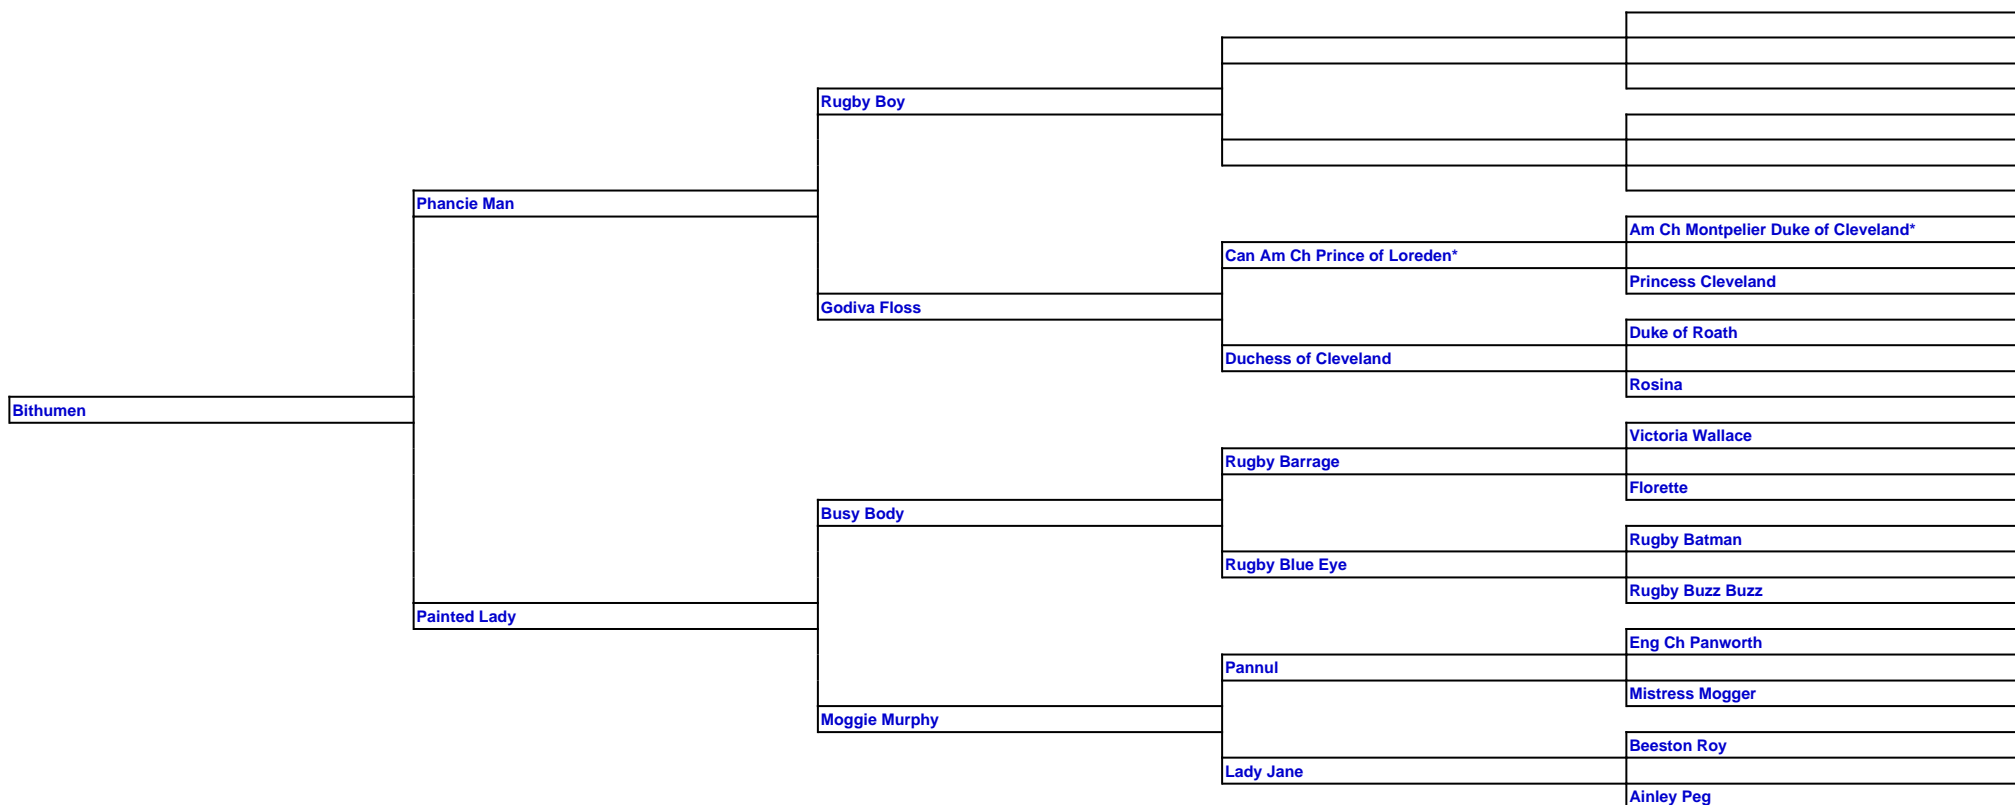 Rugby Boy
Phancie Man
Am Ch Montpelier Duke of Cleveland*
Can Am Ch Prince of Loreden*
Princess Cleveland
Godiva Floss
Duke of Roath
Duchess of Cleveland
Rosina
Bithumen
Victoria Wallace
Rugby Barrage
Florette
Busy Body
Rugby Batman
Rugby Blue Eye
Rugby Buzz Buzz
Painted Lady
Eng Ch Panworth
Pannul
Mistress Mogger
Moggie Murphy
Beeston Roy
Lady Jane
Ainley Peg